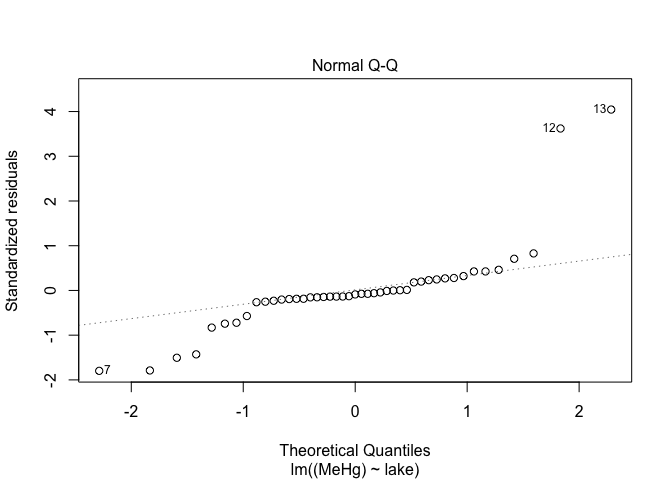 Normal Q-Q
Standardized residuals
4
3
2
1
0
-1
-2
13
12
7
-2 -1 0 1 2
Theoretical Quantiles
lm((MeHg) ~ lake)